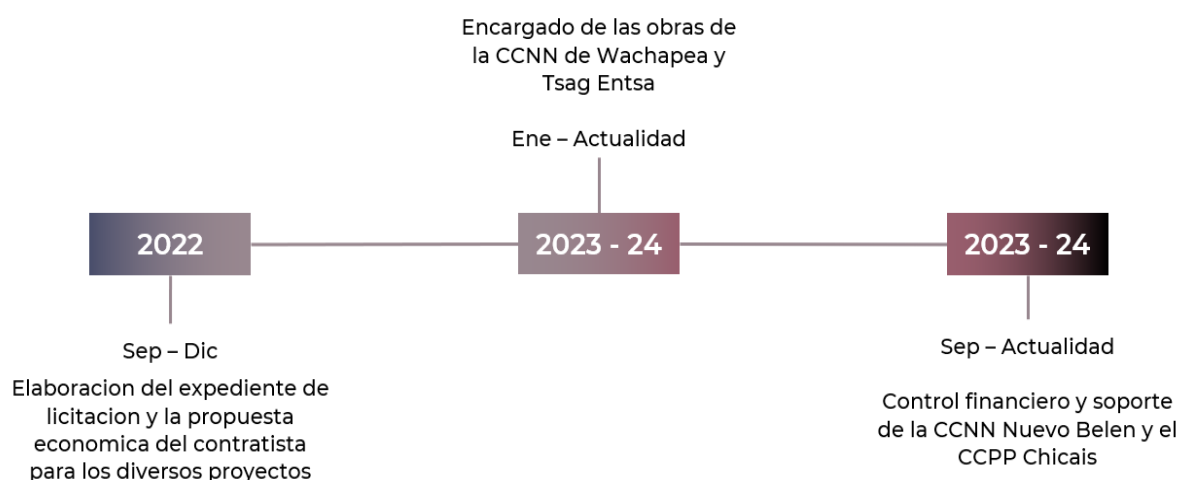 Encargado de las obras de
la CCNN de Wachapea y
Tsag Entsa
Ene – Actualidad
2022
2023 - 24
2023 - 24
Sep – Dic
Elaboracion del expediente de
licitacion y la propuesta
economica del contratista
para los diversos proyectos
Sep – Actualidad
Control financiero y soporte
de la CCNN Nuevo Belen y el
CCPP Chicais